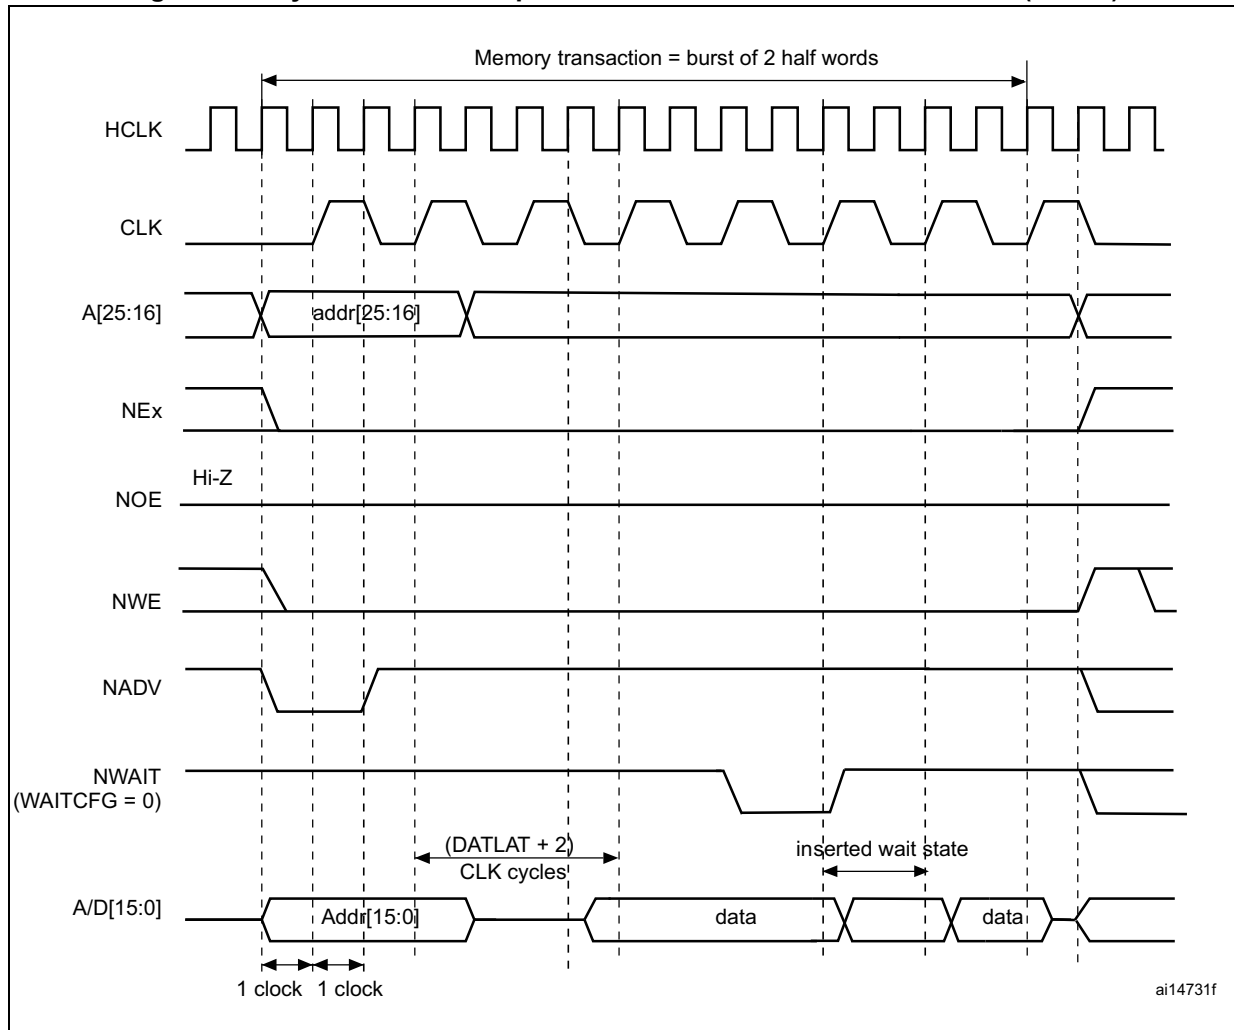 Memory transaction = burst of 2 half words
HCLK
CLK
A[25:16]
addr[25:16]
NEx
Hi-Z
NOE
NWE
NADV
NWAIT
(WAITCFG = 0)
(DATLAT + 2)
CLK cycles
inserted wait state
A/D[15:0]
Addr[15:0]
data
data
1 clock
1 clock
ai14731f